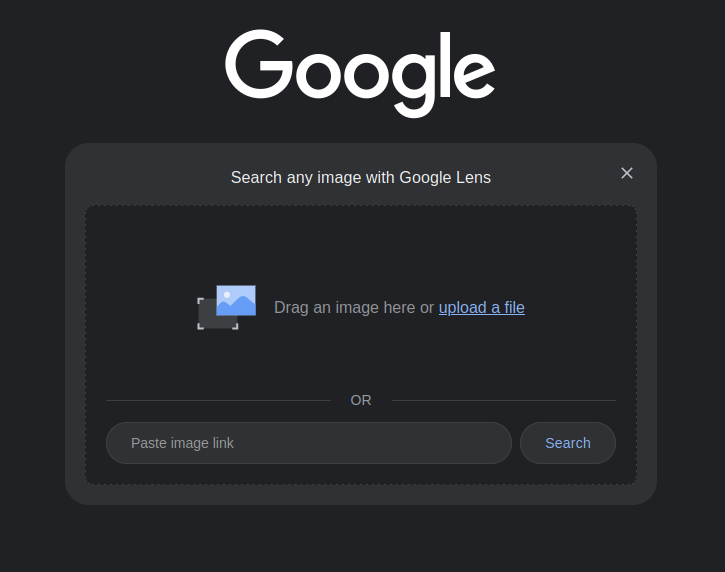 Google
Search any image with Google Lens
Drag an image here or upload a file
OR
Paste image link
Search